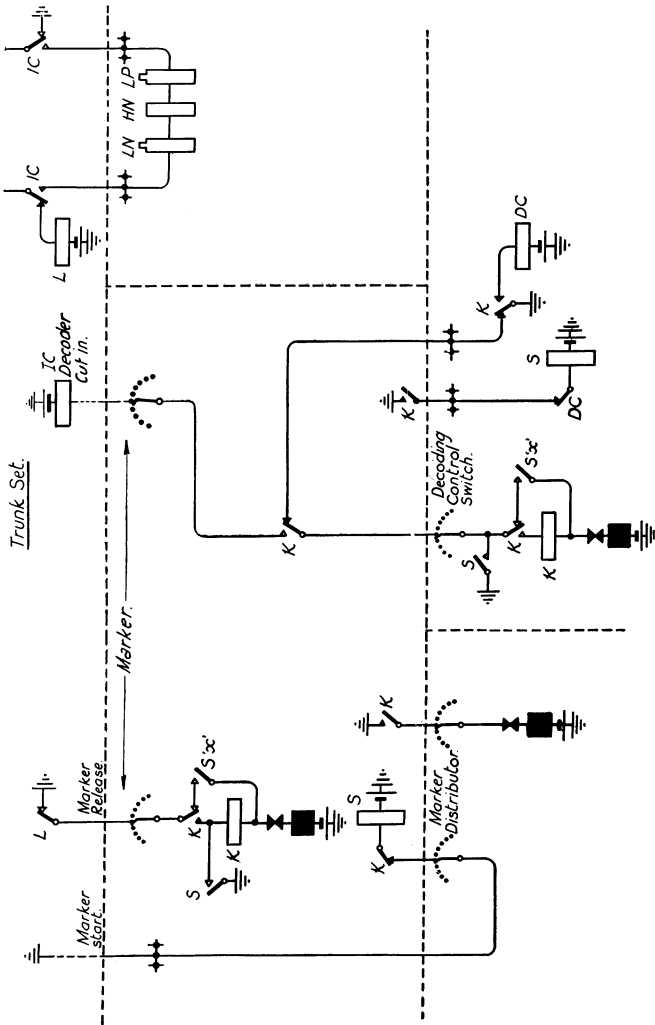 IC
IC
LP
HN
LN
L
IC
Decoder
Cut in.
Trunk Set.
DC
K
S
K
DC
Decoding
Control
Switch.
S'x'
K
K
S
K
Marker.
L
Marker
Release.
S'x'
K
K
S
K
S
K
Marker
Distributor.
Marker
start.